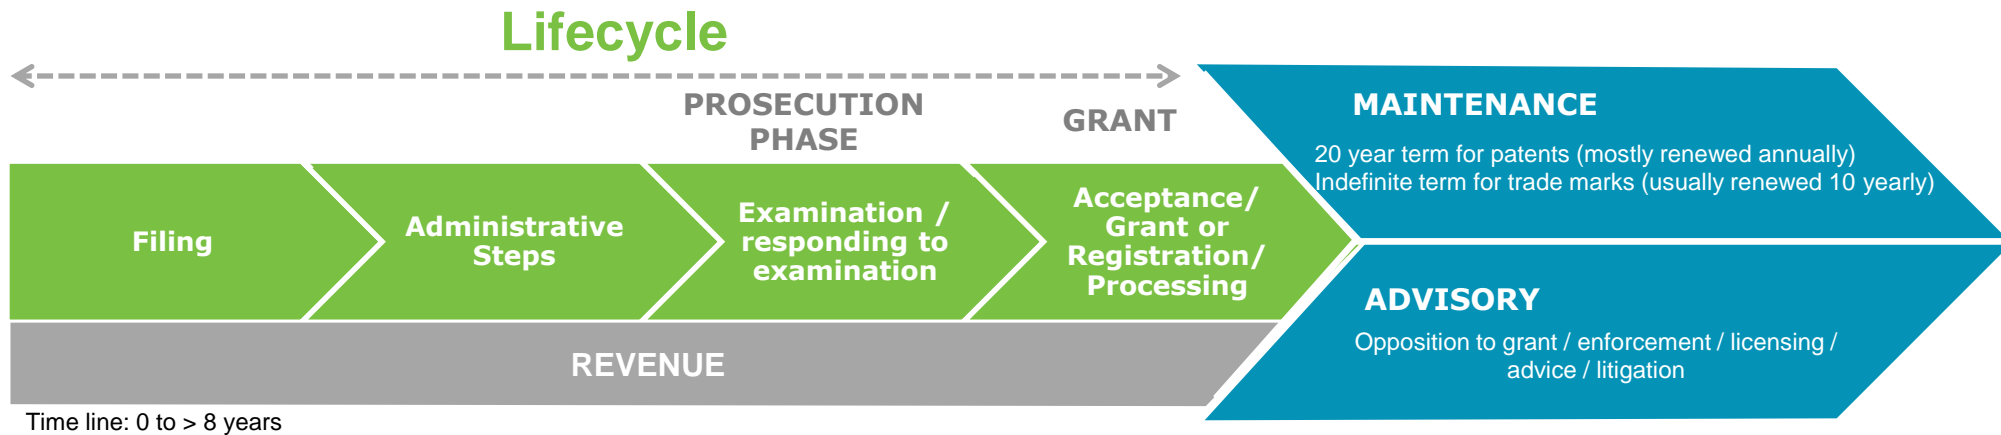 Lifecycle
PROSECUTION
PHASE
GRANT
Filing
Administrative
Steps
Examination /
responding to
examination
Acceptance/
Grant or
Registration/
Processing
REVENUE
Time line: 0 to > 8 years
MAINTENANCE
20 year term for patents (mostly renewed annually)
Indefinite term for trade marks (usually renewed 10 yearly)
ADVISORY
Opposition to grant / enforcement / licensing /
advice / litigation